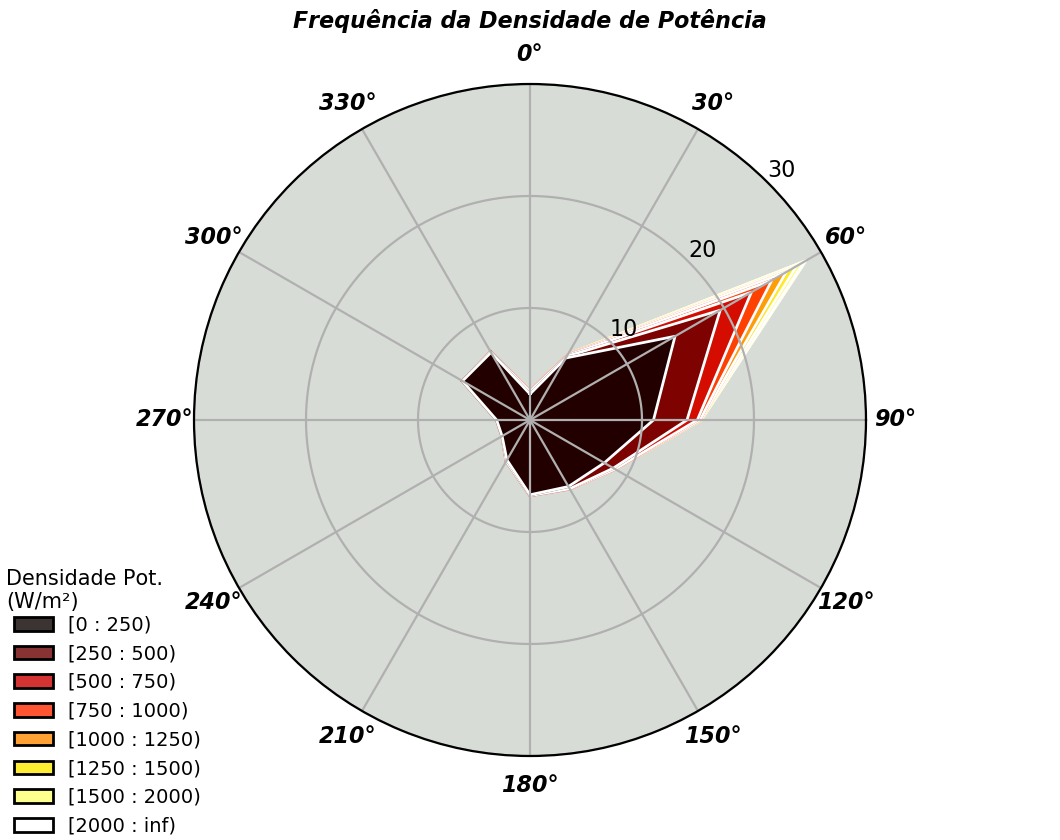 Frequência da Densidade de Potência
0°
330°
30°
30
300°
60°
20
10
270°
90°
240°
120°
210°
150°
180°
Densidade Pot.
(W/m²)
[0 : 250)
[250 : 500)
[500 : 750)
[750 : 1000)
[1000 : 1250)
[1250 : 1500)
[1500 : 2000)
[2000 : inf)